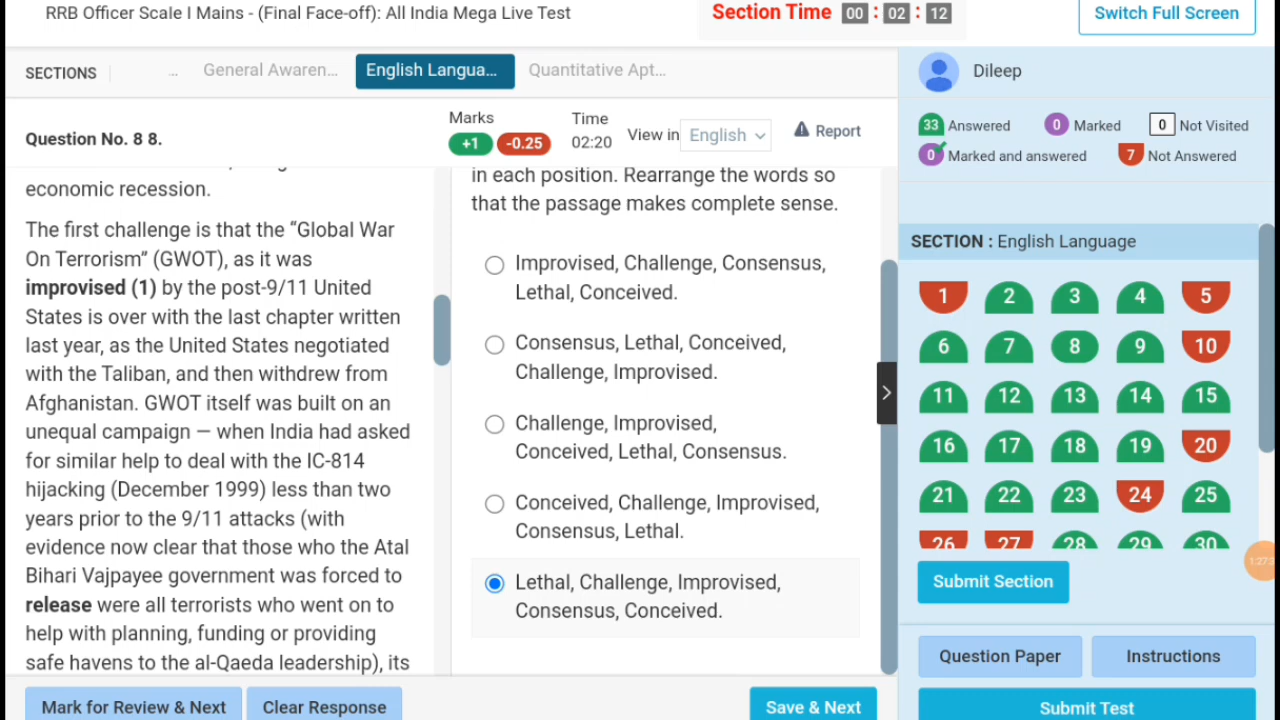 RRB Officer Scale I Mains - (Final Face-off): All India Mega Live Test
Section Time 00 : 02 : 12
Switch Full Screen
SECTIONS
...
General Awaren...
English Langua...
Quantitative Apt...
Dileep
Question No. 8 8.
Marks
+1 -0.25
Time
02:20
View in English
Report
33 Answered
0 Marked
0 Not Visited
0 Marked and answered
7 Not Answered
economic recession.
The first challenge is that the “Global War
On Terrorism” (GWOT), as it was
improvised (1) by the post-9/11 United
States is over with the last chapter written
last year, as the United States negotiated
with the Taliban, and then withdrew from
Afghanistan. GWOT itself was built on an
unequal campaign — when India had asked
for similar help to deal with the IC-814
hijacking (December 1999) less than two
years prior to the 9/11 attacks (with
evidence now clear that those who the Atal
Bihari Vajpayee government was forced to
release were all terrorists who went on to
help with planning, funding or providing
safe havens to the al-Qaeda leadership), its
in each position. Rearrange the words so
that the passage makes complete sense.
Improvised, Challenge, Consensus,
Lethal, Conceived.
Consensus, Lethal, Conceived,
Challenge, Improvised.
Challenge, Improvised,
Conceived, Lethal, Consensus.
Conceived, Challenge, Improvised,
Consensus, Lethal.
Lethal, Challenge, Improvised,
Consensus, Conceived.
SECTION : English Language
1 2 3 4 5
6 7 8 9 10
11 12 13 14 15
16 17 18 19 20
21 22 23 24 25
26 27 28 29 30
Submit Section
Question Paper
Instructions
Mark for Review & Next
Clear Response
Save & Next
Submit Test